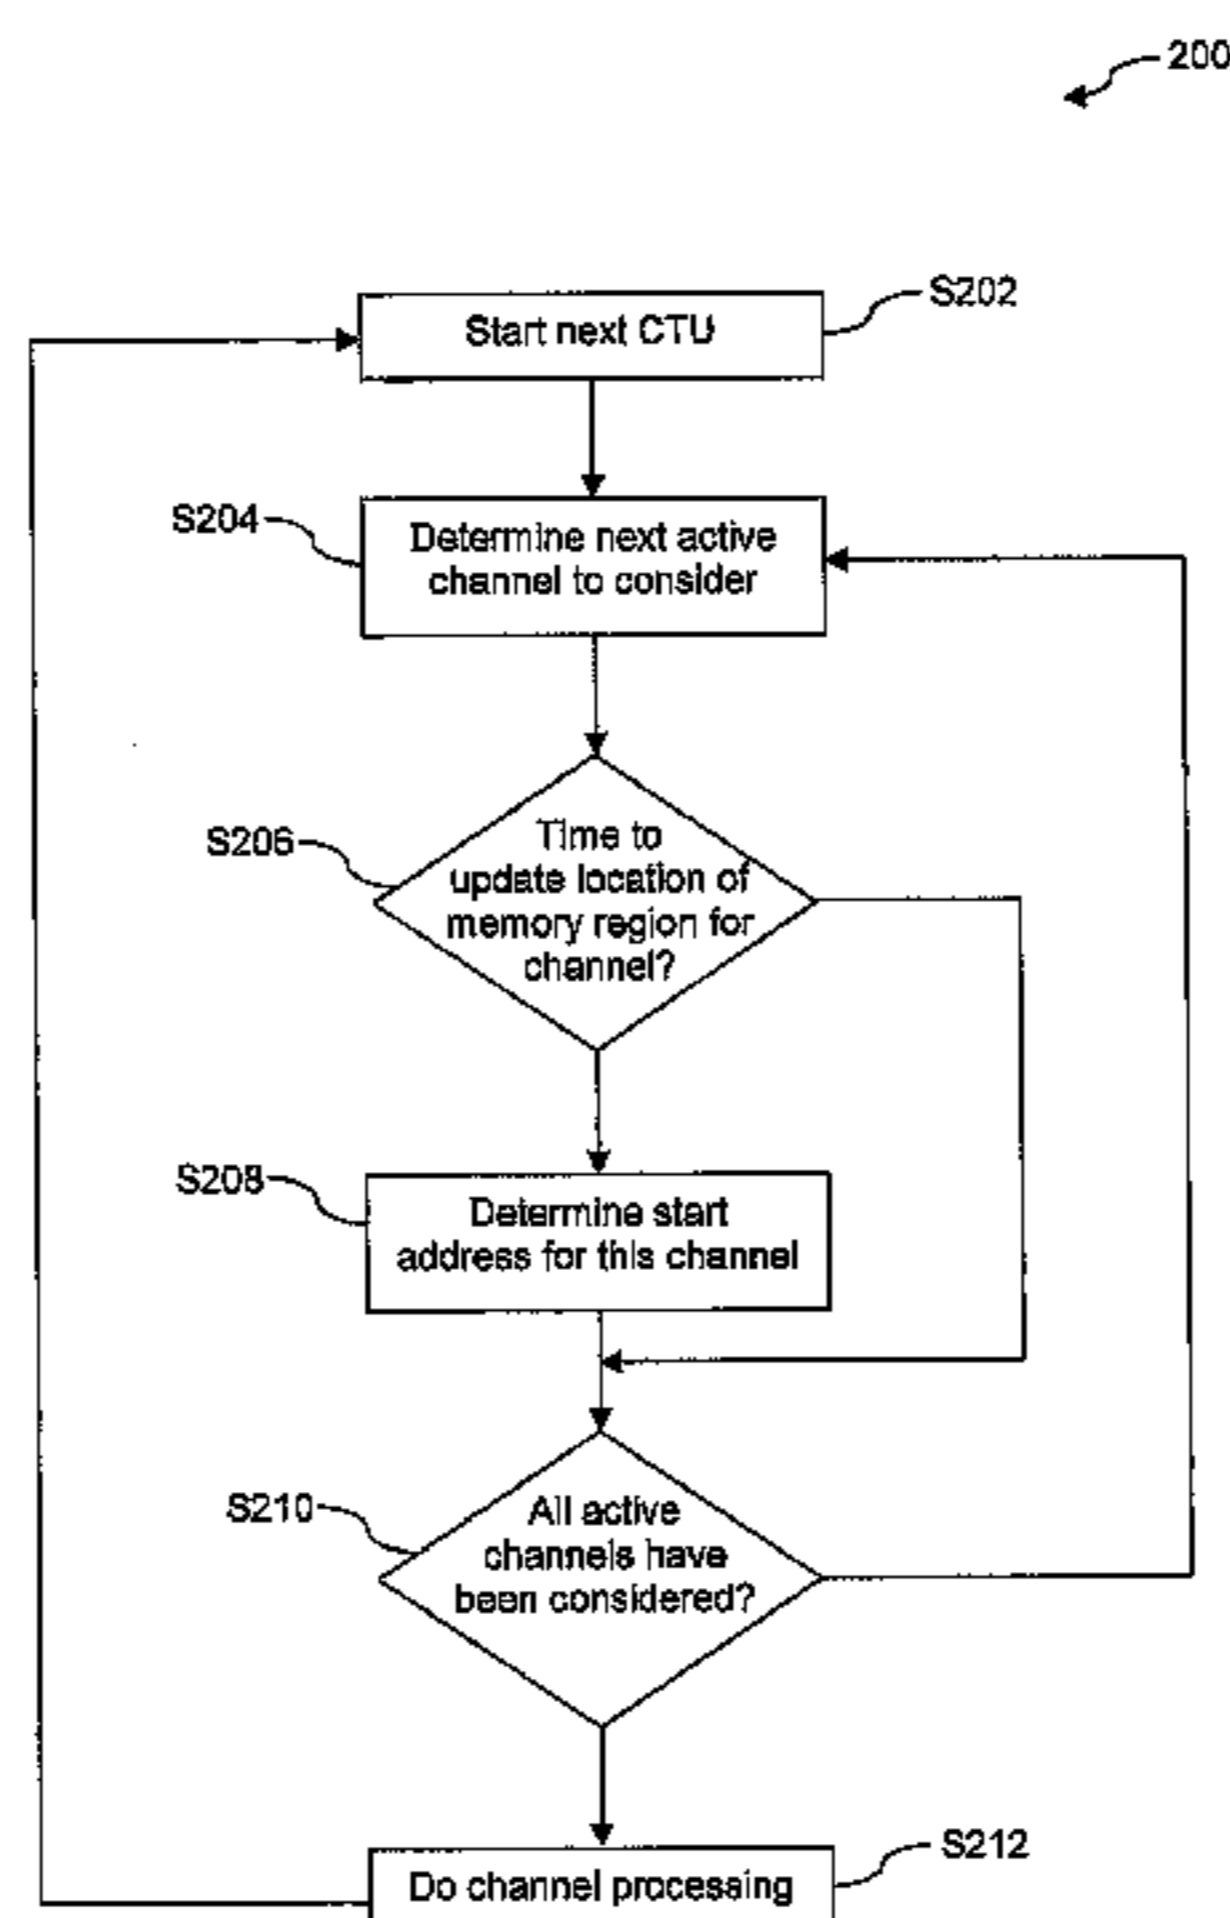 200
S202
Start next CTU
S204
Determine next active
channel to consider
S206
Time to
update location of
memory region for
channel?
S208
Determine start
address for this channel
S210
All active
channels have
been considered?
S212
Do channel processing